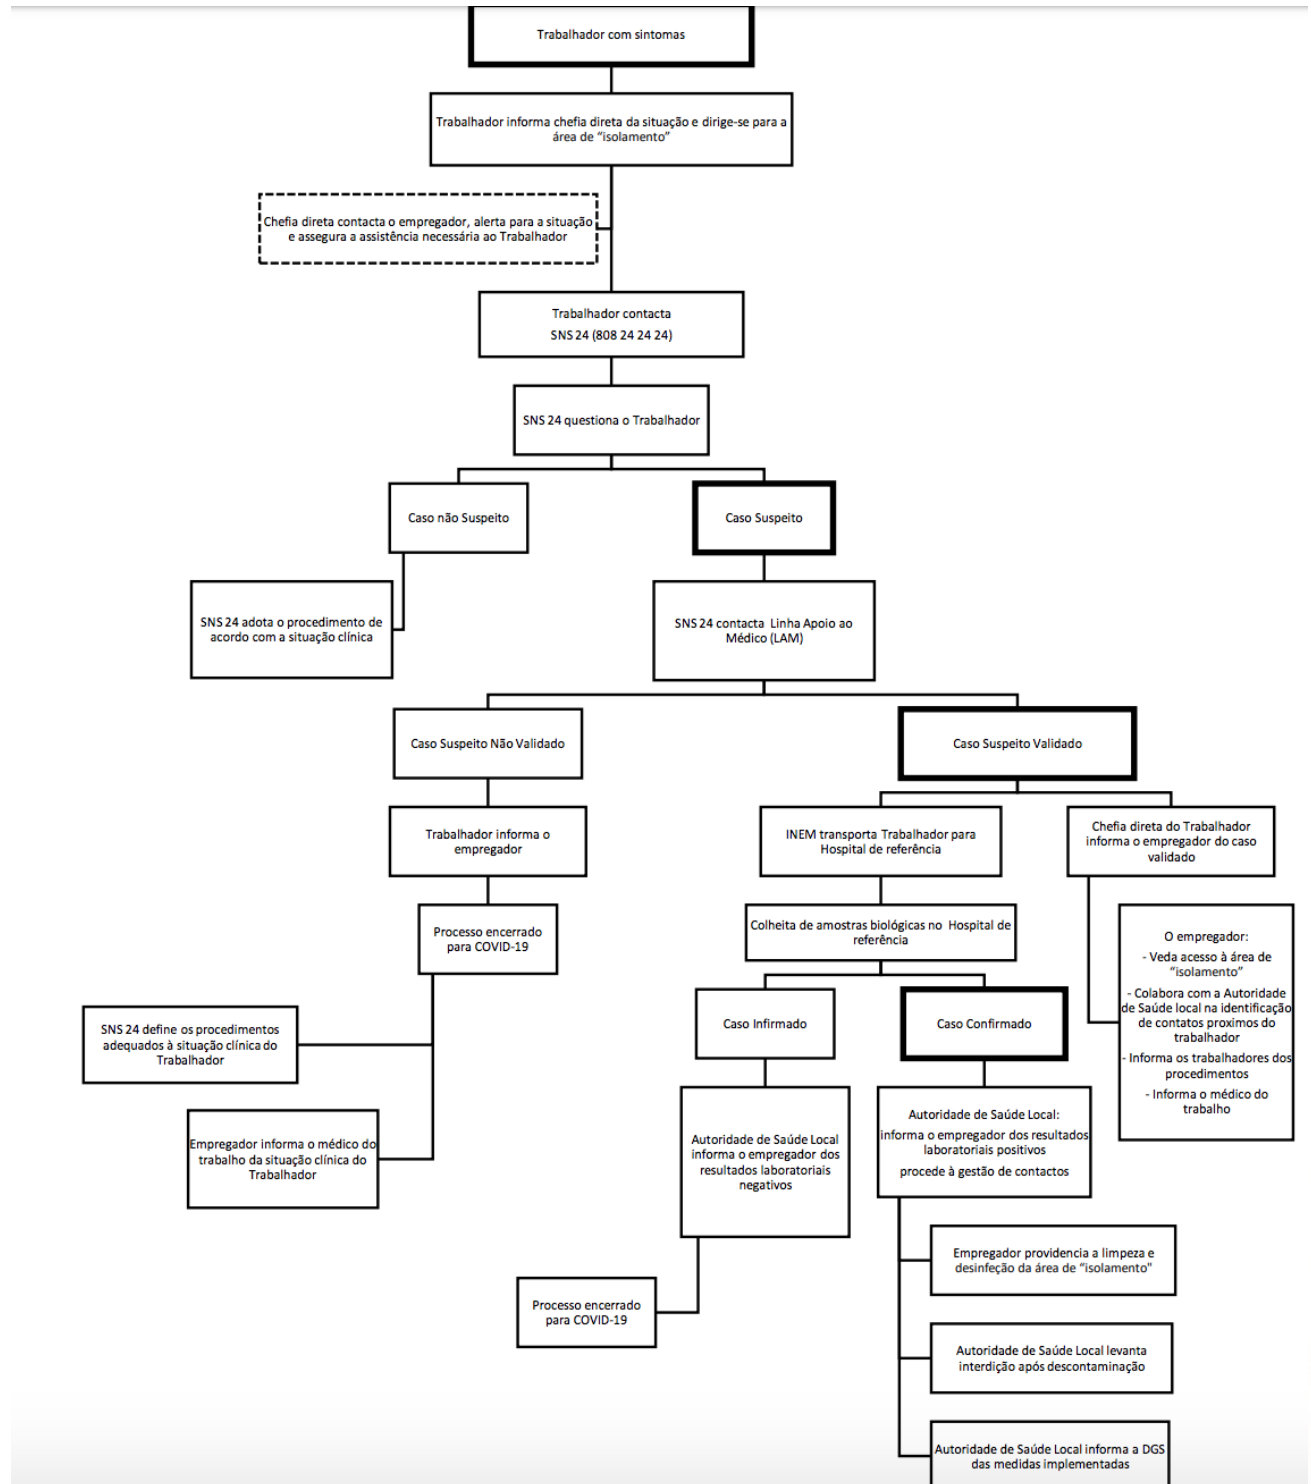 Trabalhador com sintomas
Trabalhador informa chefia direta da situação e dirige-se para a
área de “isolamento”
Chefia direta contacta o empregador, alerta para a situação
e assegura a assistência necessária ao Trabalhador
Trabalhador contacta
SNS 24 (808 24 24 24)
SNS 24 questiona o Trabalhador
Caso não Suspeito
Caso Suspeito
SNS 24 adota o procedimento de
acordo com a situação clínica
SNS 24 contacta Linha Apoio ao
Médico (LAM)
Caso Suspeito Não Validado
Caso Suspeito Validado
Trabalhador informa o
empregador
INEM transporta Trabalhador para
Hospital de referência
Chefia direta do Trabalhador
informa o empregador do caso
validado
Processo encerrado
para COVID-19
Colheita de amostras biológicas no Hospital de
referência
O empregador:
- Veda acesso à área de
“isolamento”
- Colabora com a Autoridade
de Saúde local na identificação
de contatos proximos do
trabalhador
- Informa os trabalhadores dos
procedimentos
- Informa o médico do
trabalho
SNS 24 define os procedimentos
adequados à situação clínica do
Trabalhador
Caso Infirmado
Caso Confirmado
Empregador informa o médico do
trabalho da situação clínica do
Trabalhador
Autoridade de Saúde Local
informa o empregador dos
resultados laboratoriais
negativos
Autoridade de Saúde Local:
informa o empregador dos resultados
laboratoriais positivos
procede à gestão de contactos
Processo encerrado
para COVID-19
Empregador providencia a limpeza e
desinfeção da área de “isolamento”
Autoridade de Saúde Local levanta
interdição após descontaminação
Autoridade de Saúde Local informa a DGS
das medidas implementadas